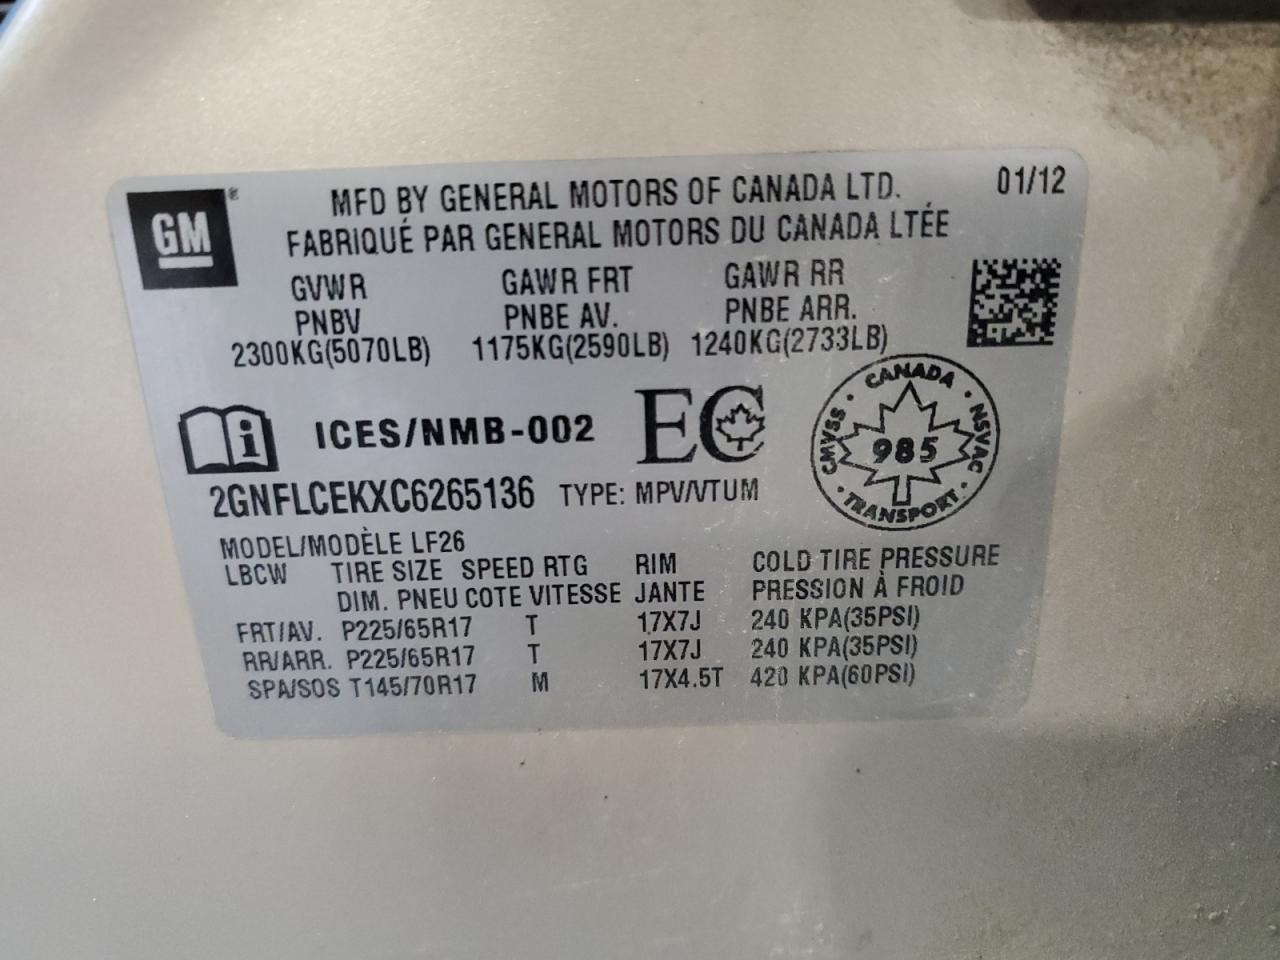 GM ®
MFD BY GENERAL MOTORS OF CANADA LTD. 01/12
FABRIQUÉ PAR GENERAL MOTORS DU CANADA LTÉE
GVWR GAWR FRT GAWR RR
PNBV PNBE AV. PNBE ARR.
2300KG(5070LB) 1175KG(2590LB) 1240KG(2733LB)
i ICES/NMB-002 EC
CANADA · NSVAC · TRANSPORT · CMVSS ·
985
2GNFLCEKXC6265136 TYPE: MPV/VTUM
MODEL/MODÈLE LF26
LBCW TIRE SIZE SPEED RTG RIM COLD TIRE PRESSURE
DIM. PNEU COTE VITESSE JANTE PRESSION À FROID
FRT/AV. P225/65R17 T 17X7J 240 KPA(35PSI)
RR/ARR. P225/65R17 T 17X7J 240 KPA(35PSI)
SPA/SOS T145/70R17 M 17X4.5T 420 KPA(60PSI)